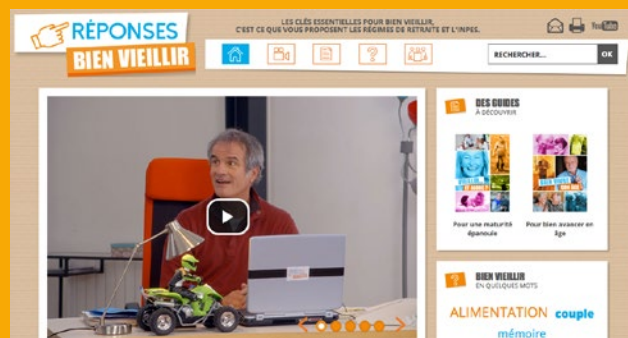 RÉPONSES
BIEN VIEILLIR
LES CLÉS ESSENTIELLES POUR BIEN VIEILLIR,
C'EST CE QUE VOUS PROPOSENT LES RÉGIMES DE RETRAITE ET L'INPES.
YouTube
RECHERCHER...
OK
DES GUIDES
À DÉCOUVRIR
Pour une maturité
épanouie
Pour bien avancer en
âge
BIEN VIEILLIR
EN QUELQUES MOTS
ALIMENTATION couple
mémoire